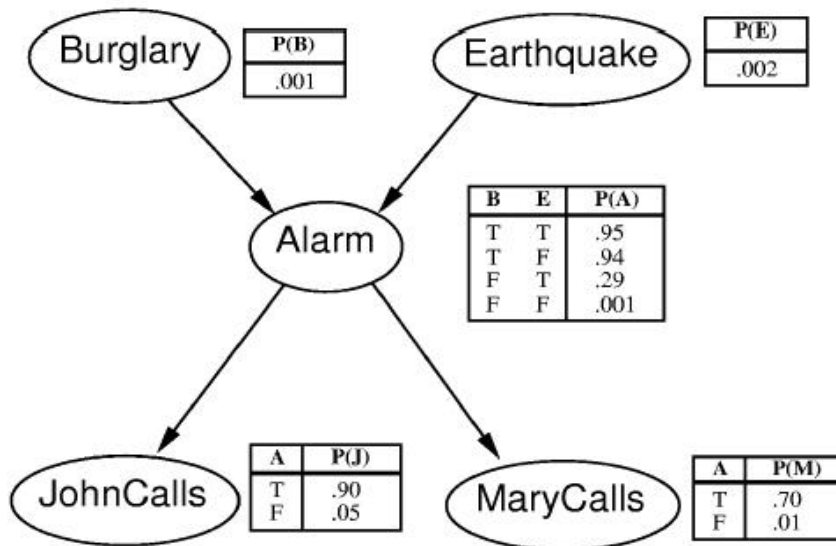 Burglary
P(B)
.001
Earthquake
P(E)
.002
Alarm
B E P(A)
T T .95
T F .94
F T .29
F F .001
JohnCalls
A P(J)
T .90
F .05
MaryCalls
A P(M)
T .70
F .01